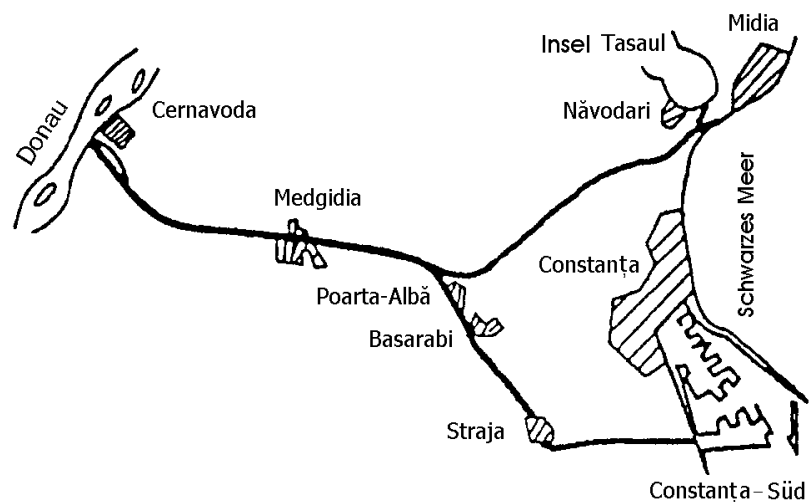 Midia
Insel Tasaul
Năvodari
Cernavoda
Donau
Medgidia
Schwarzes Meer
Constanța
Poarta-Albă
Basarabi
Straja
Constanța-Süd